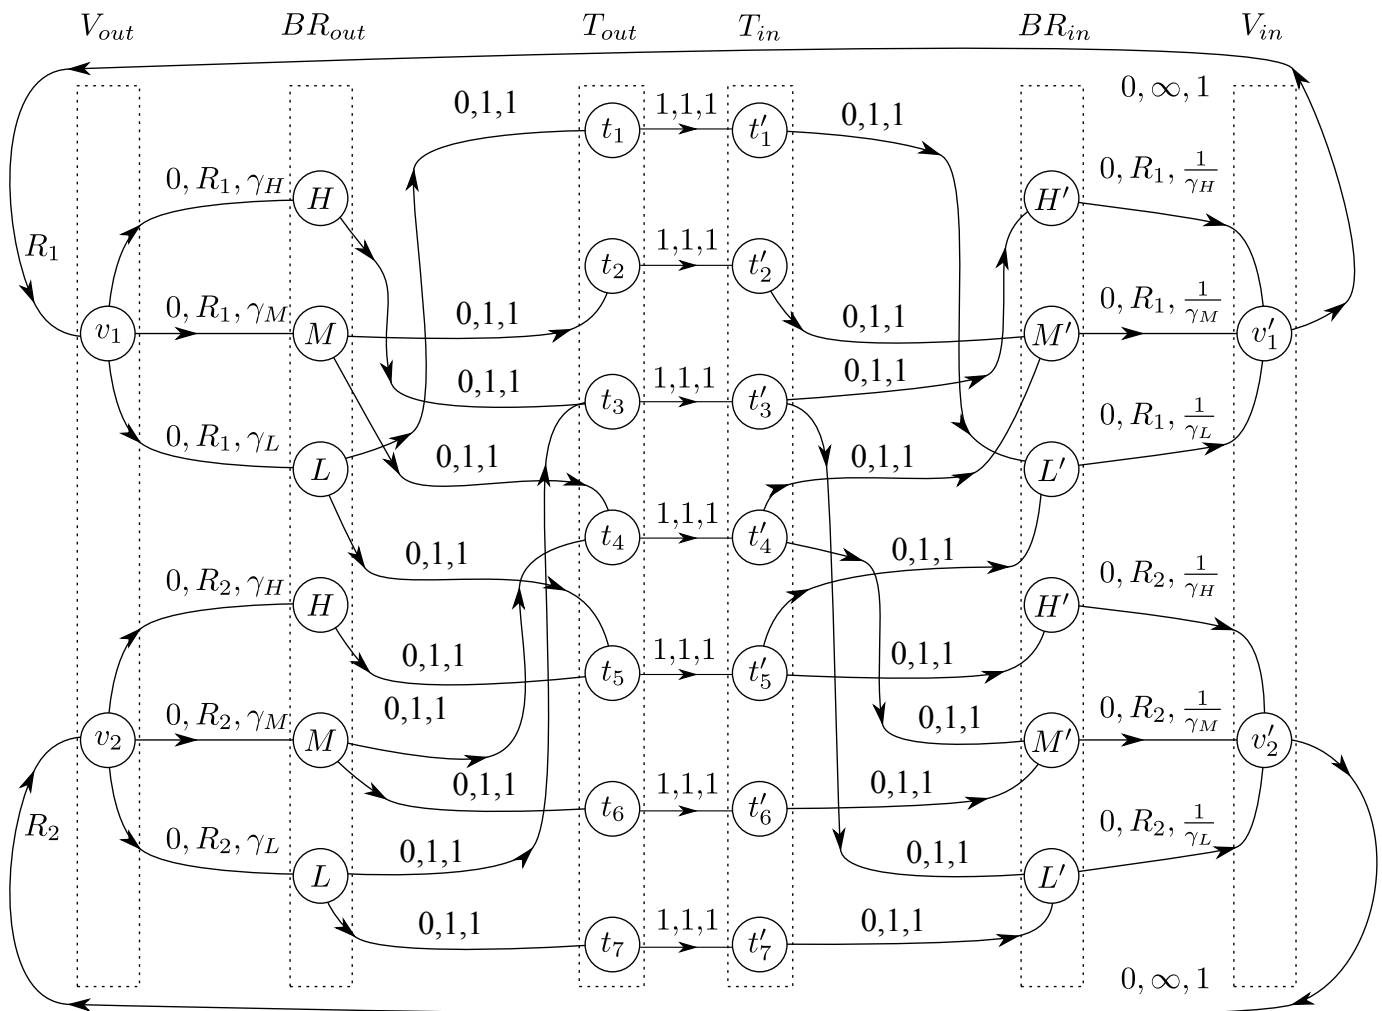 V_out BR_out T_out T_in BR_in V_in
0,1,1 1,1,1 0,1,1 0, ∞, 1
t_1 t'_1
0, R_1, γ_H 0, R_1, 1/γ_H
H H'
R_1 1,1,1
t_2 t'_2
0, R_1, γ_M 0,1,1 0,1,1 0, R_1, 1/γ_M
v_1 M M' v'_1
0,1,1 1,1,1 0,1,1
t_3 t'_3
0, R_1, γ_L 0, R_1, 1/γ_L
0,1,1 0,1,1
L L'
1,1,1
t_4 t'_4
0,1,1 0,1,1
0, R_2, γ_H 0, R_2, 1/γ_H
H H'
0,1,1 1,1,1 0,1,1
t_5 t'_5
0, R_2, γ_M 0,1,1 0,1,1 0, R_2, 1/γ_M
v_2 M M' v'_2
0,1,1 1,1,1 0,1,1
t_6 t'_6
R_2 0, R_2, γ_L 0, R_2, 1/γ_L
0,1,1 0,1,1
L L'
0,1,1 1,1,1 0,1,1
t_7 t'_7
0, ∞, 1